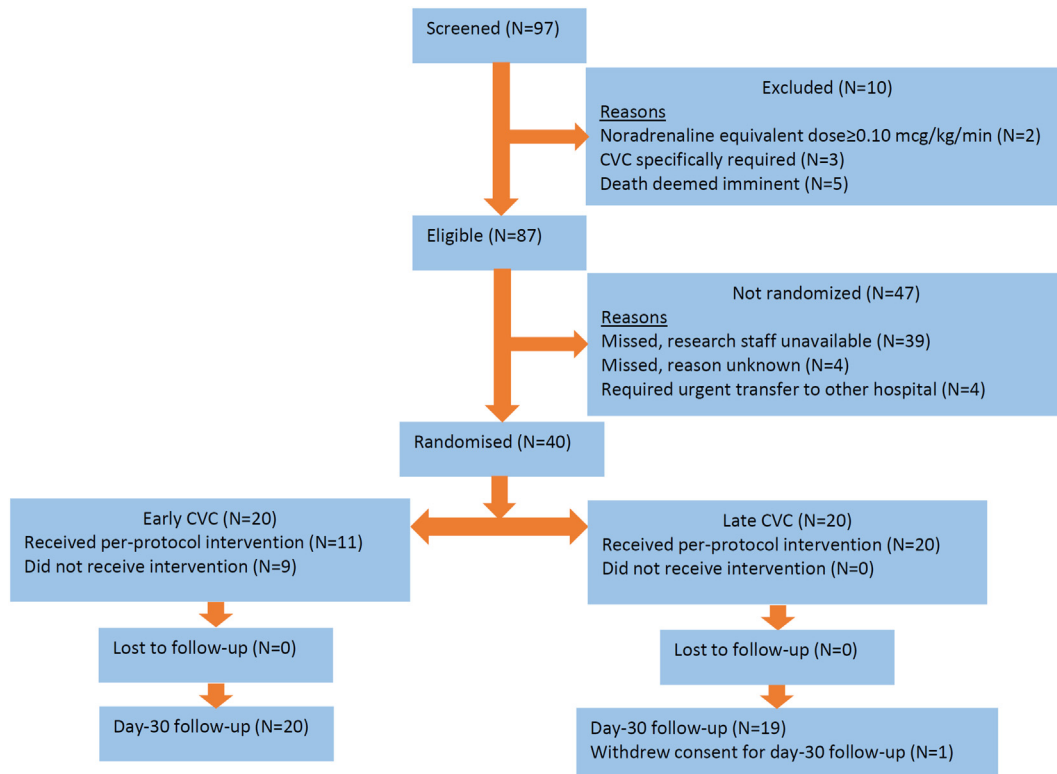 Screened (N=97)
Excluded (N=10)
Reasons
Noradrenaline equivalent dose≥0.10 mcg/kg/min (N=2)
CVC specifically required (N=3)
Death deemed imminent (N=5)
Eligible (N=87)
Not randomized (N=47)
Reasons
Missed, research staff unavailable (N=39)
Missed, reason unknown (N=4)
Required urgent transfer to other hospital (N=4)
Randomised (N=40)
Early CVC (N=20)
Received per-protocol intervention (N=11)
Did not receive intervention (N=9)
Late CVC (N=20)
Received per-protocol intervention (N=20)
Did not receive intervention (N=0)
Lost to follow-up (N=0)
Lost to follow-up (N=0)
Day-30 follow-up (N=20)
Day-30 follow-up (N=19)
Withdrew consent for day-30 follow-up (N=1)